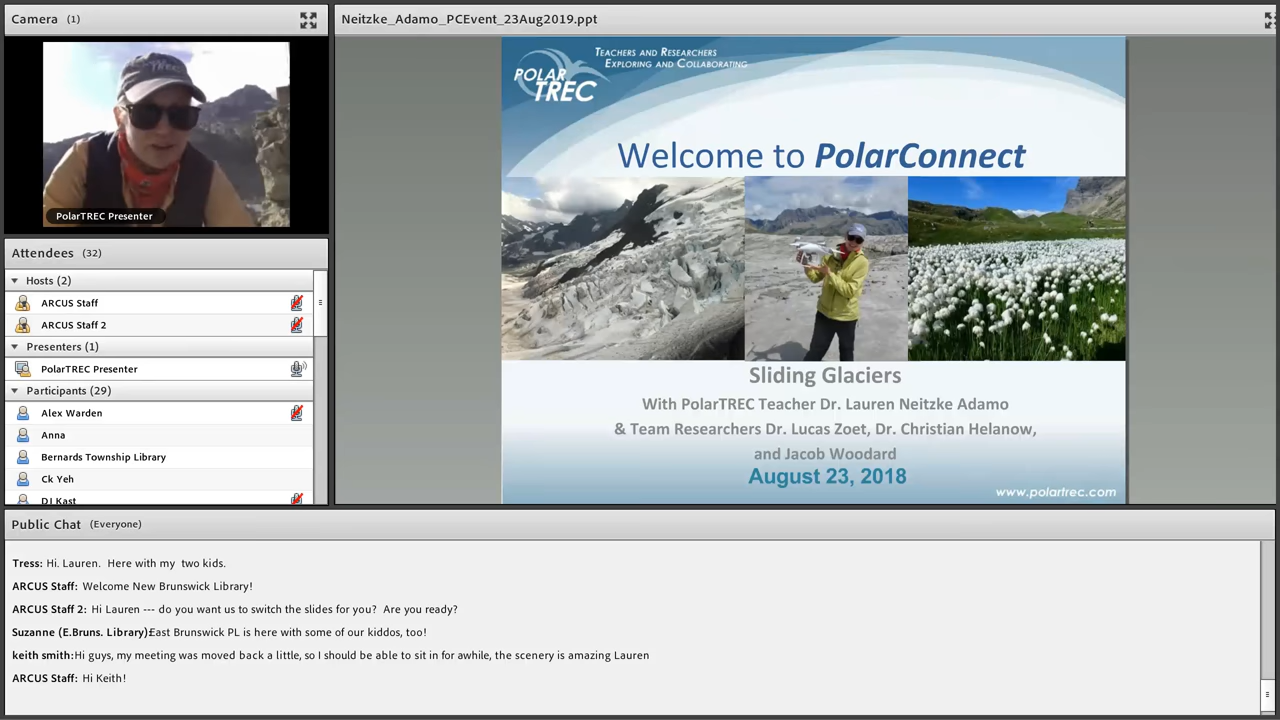 Camera (1)
PolarTREC Presenter
Attendees (32)
Hosts (2)
ARCUS Staff
ARCUS Staff 2
Presenters (1)
PolarTREC Presenter
Participants (29)
Alex Warden
Anna
Bernards Township Library
Ck Yeh
DJ Kast
Neitzke_Adamo_PCEvent_23Aug2019.ppt
TEACHERS AND RESEARCHERS
EXPLORING AND COLLABORATING
POLAR
TREC
Welcome to PolarConnect
Sliding Glaciers
With PolarTREC Teacher Dr. Lauren Neitzke Adamo
& Team Researchers Dr. Lucas Zoet, Dr. Christian Helanow,
and Jacob Woodard
August 23, 2018
www.polartrec.com
Public Chat (Everyone)
Tress: Hi. Lauren. Here with my two kids.
ARCUS Staff: Welcome New Brunswick Library!
ARCUS Staff 2: Hi Lauren --- do you want us to switch the slides for you? Are you ready?
Suzanne (E.Bruns. Library): East Brunswick PL is here with some of our kiddos, too!
keith smith: Hi guys, my meeting was moved back a little, so I should be able to sit in for awhile, the scenery is amazing Lauren
ARCUS Staff: Hi Keith!